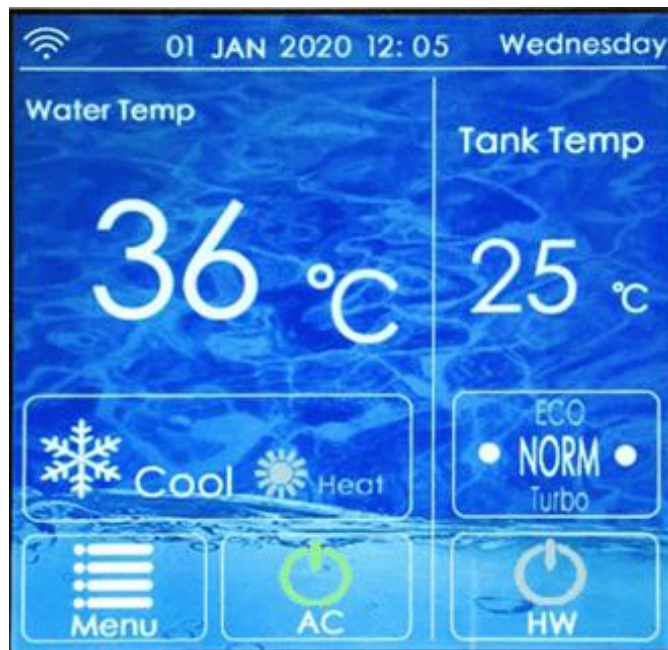 01 JAN 2020 12:05 Wednesday
Water Temp
Tank Temp
36 °C
25 °C
Cool Heat
ECO
NORM
Turbo
Menu
AC
HW